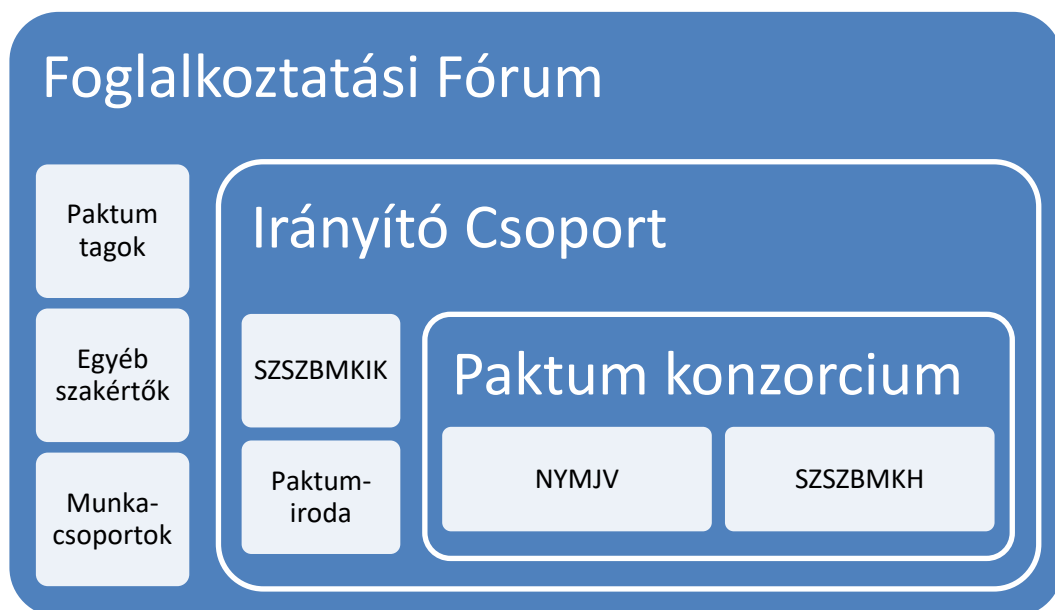 Foglalkoztatási Fórum
Paktum
tagok
Egyéb
szakértők
Munka-
csoportok
Irányító Csoport
SZSZBMKIK
Paktum-
iroda
Paktum konzorcium
NYMJV
SZSZBMKH